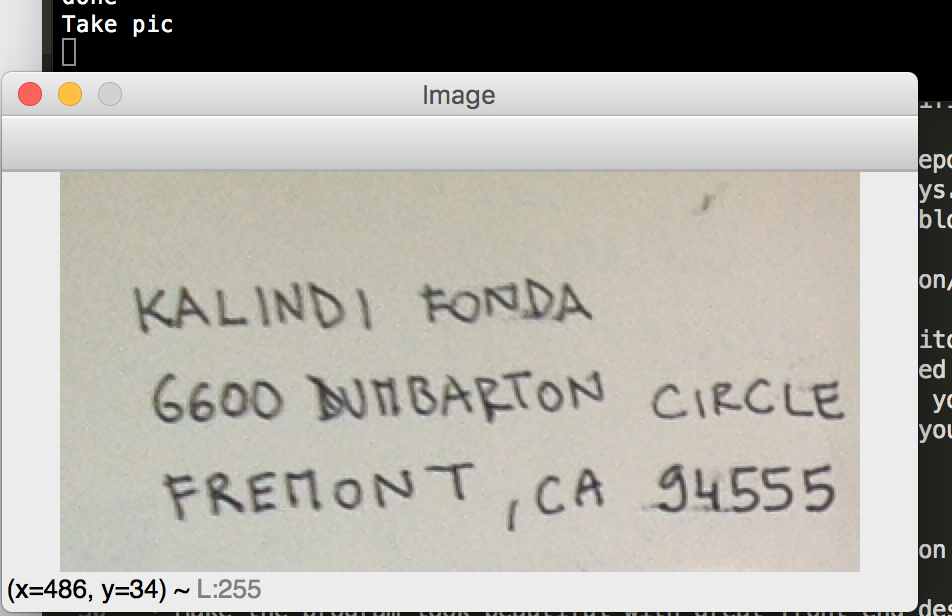 done
Take pic
Image
epo
ys.
blo
on/
ito
ed
yo
you
KALINDI FONDA
6600 DUMBARTON CIRCLE
FREMONT, CA 94555
on
(x=486, y=34) ~ L:255